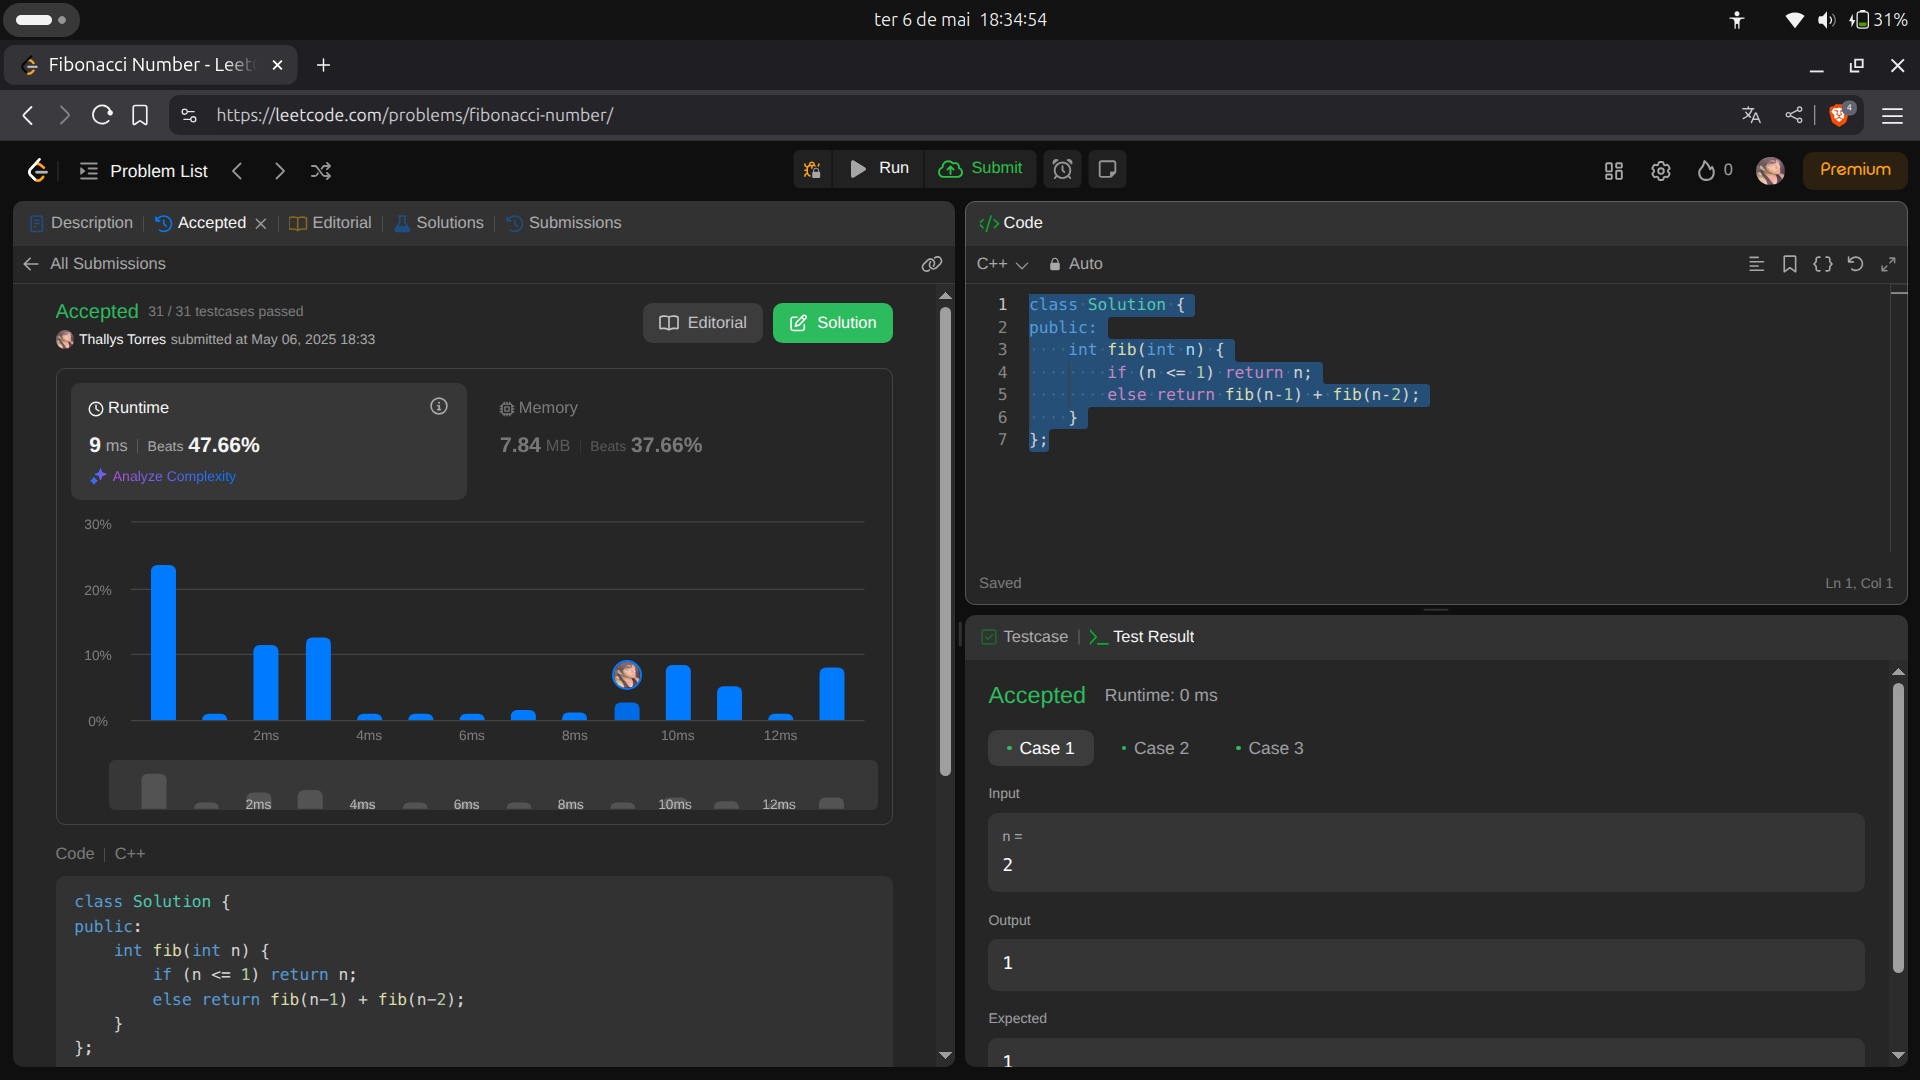 ter 6 de mai 18:34:54
31%
Fibonacci Number - Leet
https://leetcode.com/problems/fibonacci-number/
4
Problem List
Run
Submit
0
Premium
Description
Accepted
Editorial
Solutions
Submissions
All Submissions
Accepted 31 / 31 testcases passed
Thallys Torres submitted at May 06, 2025 18:33
Editorial
Solution
Runtime
9 ms | Beats 47.66%
Analyze Complexity
Memory
7.84 MB | Beats 37.66%
30%
20%
10%
0%
2ms 4ms 6ms 8ms 10ms 12ms
2ms 4ms 6ms 8ms 10ms 12ms
Code | C++
class Solution {
public:
    int fib(int n) {
        if (n <= 1) return n;
        else return fib(n-1) + fib(n-2);
    }
};
</> Code
C++ Auto
1 class Solution {
2 public:
3     int fib(int n) {
4         if (n <= 1) return n;
5         else return fib(n-1) + fib(n-2);
6     }
7 };
Saved
Ln 1, Col 1
Testcase | >_ Test Result
Accepted Runtime: 0 ms
Case 1 Case 2 Case 3
Input
n =
2
Output
1
Expected
1